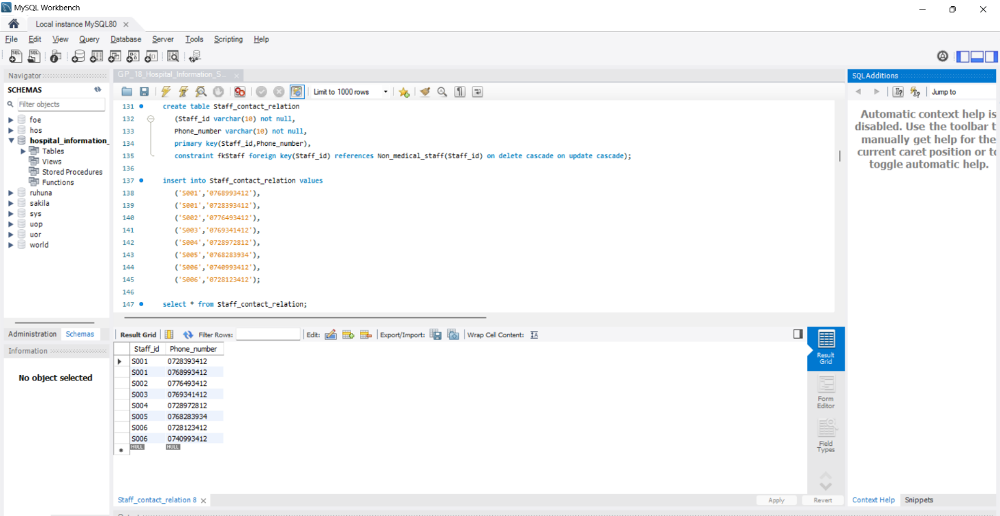 MySQL Workbench
Local instance MySQL80
File Edit View Query Database Server Tools Scripting Help
Navigator
SCHEMAS
Filter objects
foe
hos
hospital_information_
Tables
Views
Stored Procedures
Functions
ruhuna
sakila
sys
uop
uor
world
Administration Schemas
Information
No object selected
GP_18_Hospital_Information_S...
Limit to 1000 rows
131 create table Staff_contact_relation
132 (Staff_id varchar(10) not null,
133 Phone_number varchar(10) not null,
134 primary key(Staff_id,Phone_number),
135 constraint fkStaff foreign key(Staff_id) references Non_medical_staff(Staff_id) on delete cascade on update cascade);
136
137 insert into Staff_contact_relation values
138 ('S001','0768993412'),
139 ('S001','0728393412'),
140 ('S002','0776493412'),
141 ('S003','0769341412'),
142 ('S004','0728972812'),
143 ('S005','0768283934'),
144 ('S006','0740993412'),
145 ('S006','0728123412');
146
147 select * from Staff_contact_relation;
Result Grid Filter Rows: Edit: Export/Import: Wrap Cell Content:
Staff_id Phone_number
S001 0728393412
S001 0768993412
S002 0776493412
S003 0769341412
S004 0728972812
S005 0768283934
S006 0728123412
S006 0740993412
NULL NULL
Result
Grid
Form
Editor
Field
Types
Staff_contact_relation 8
Apply Revert
SQLAdditions
Jump to
Automatic context help is
disabled. Use the toolbar t
manually get help for the
current caret position or to
toggle automatic help.
Context Help Snippets